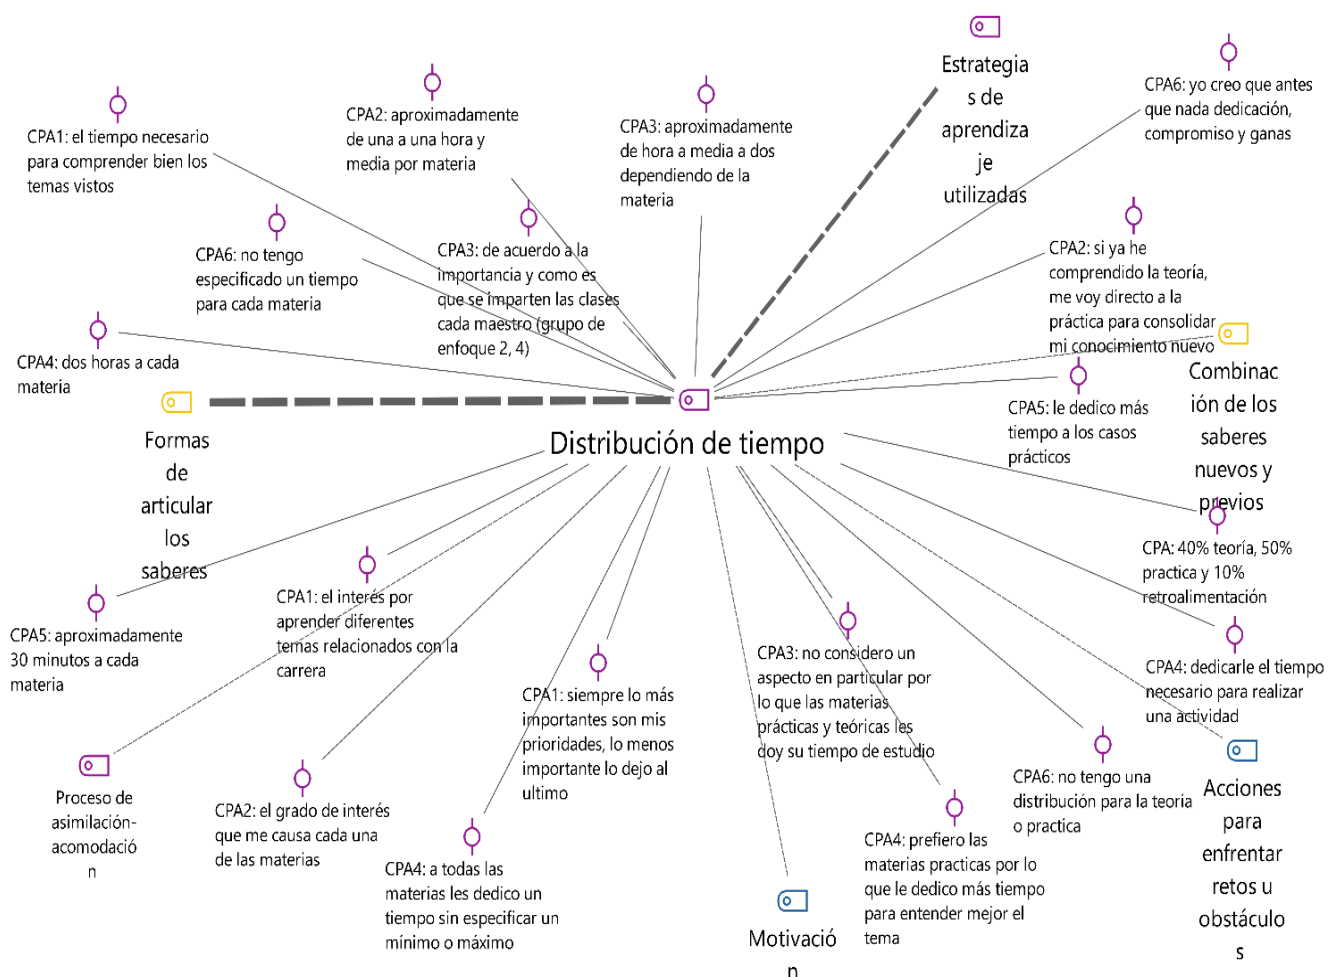 Estrategia
s de
aprendiza
je
utilizadas
CPA6: yo creo que antes
que nada dedicación,
compromiso y ganas
CPA1: el tiempo necesario
para comprender bien los
temas vistos
CPA2: aproximadamente
de una a una hora y
media por materia
CPA3: aproximadamente
de hora a media a dos
dependiendo de la
materia
CPA6: no tengo
especificado un tiempo
para cada materia
CPA3: de acuerdo a la
importancia y como es
que se imparten las clases
cada maestro (grupo de
enfoque 2, 4)
CPA2: si ya he
comprendido la teoría,
me voy directo a la
práctica para consolidar
mi conocimiento nuevo
CPA4: dos horas a cada
materia
Combinac
ión de los
saberes
nuevos y
previos
CPA5: le dedico más
tiempo a los casos
prácticos
Formas
de
articular
los
saberes
Distribución de tiempo
CPA: 40% teoría, 50%
practica y 10%
retroalimentación
CPA5: aproximadamente
30 minutos a cada
materia
CPA1: el interés por
aprender diferentes
temas relacionados con la
carrera
CPA1: siempre lo más
importantes son mis
prioridades, lo menos
importante lo dejo al
ultimo
CPA3: no considero un
aspecto en particular por
lo que las materias
prácticas y teóricas les
doy su tiempo de estudio
CPA4: dedicarle el tiempo
necesario para realizar
una actividad
Proceso de
asimilación-
acomodació
n
CPA2: el grado de interés
que me causa cada una
de las materias
CPA4: a todas las
materias les dedico un
tiempo sin especificar un
mínimo o máximo
Motivació
n
CPA4: prefiero las
materias practicas por lo
que le dedico más tiempo
para entender mejor el
tema
CPA6: no tengo una
distribución para la teoría
o practica
Acciones
para
enfrentar
retos u
obstáculo
s